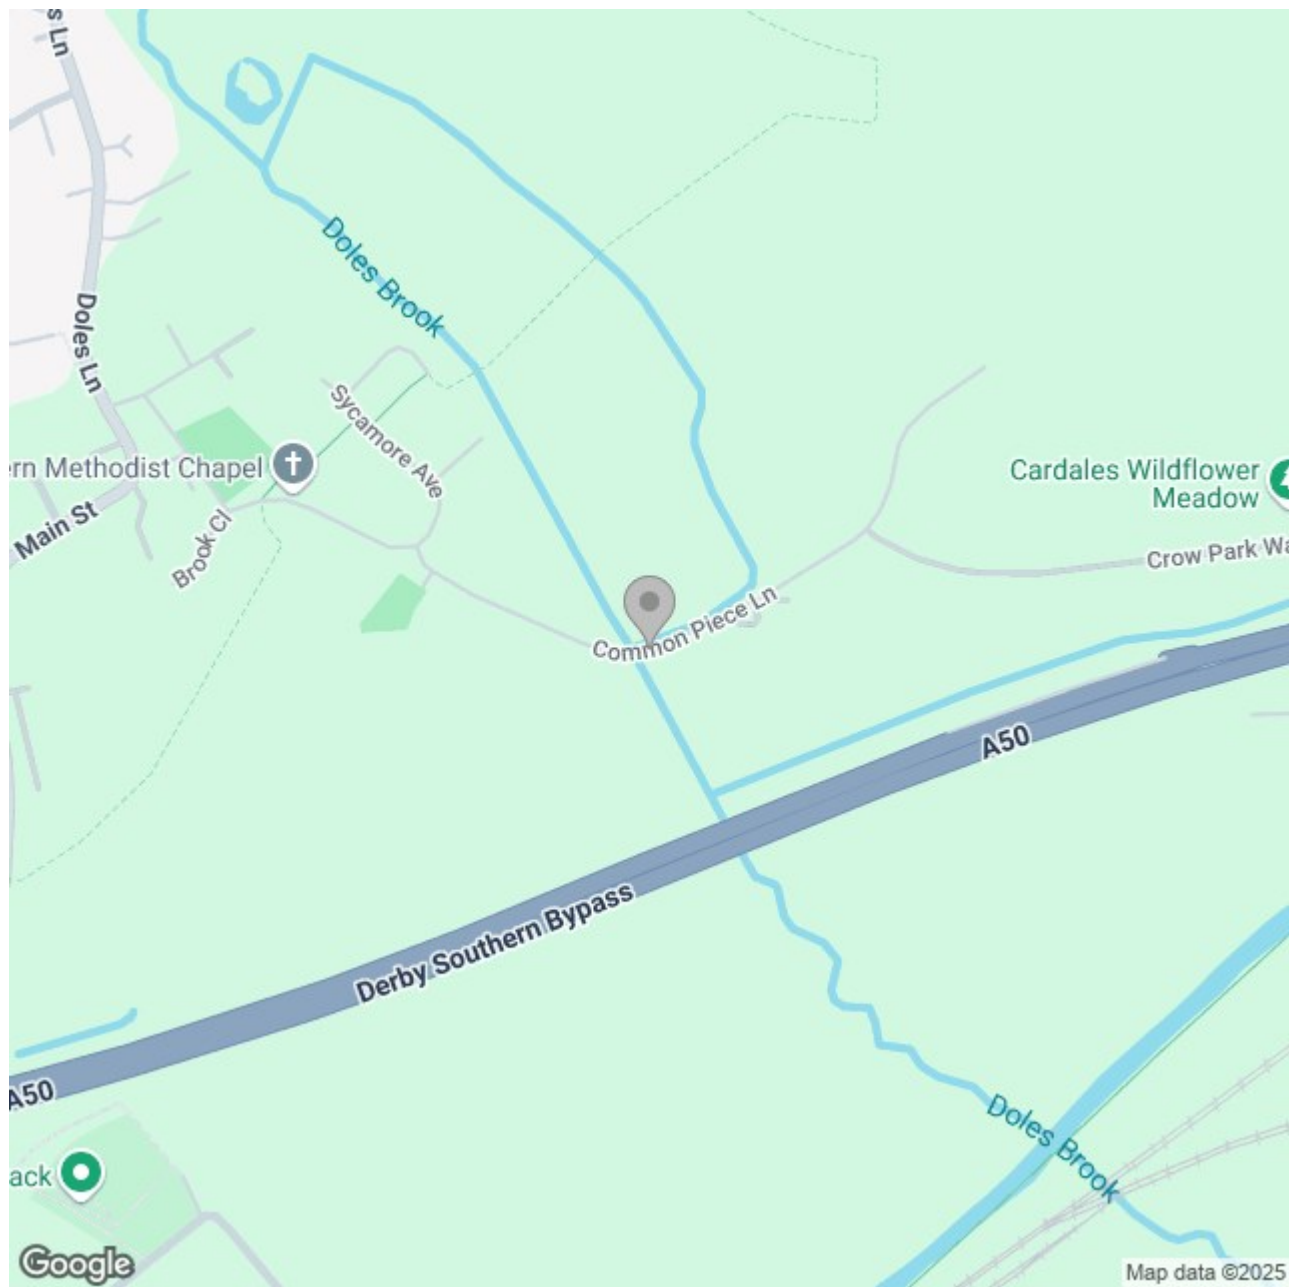 s Ln
Doles Brook
Doles Ln
Sycamore Ave
ern Methodist Chapel
Main St
Brook Cl
Cardales Wildflower
Meadow
Crow Park Wa
Common Piece Ln
A50
Derby Southern Bypass
A50
Doles Brook
ack
Google
Map data ©2025